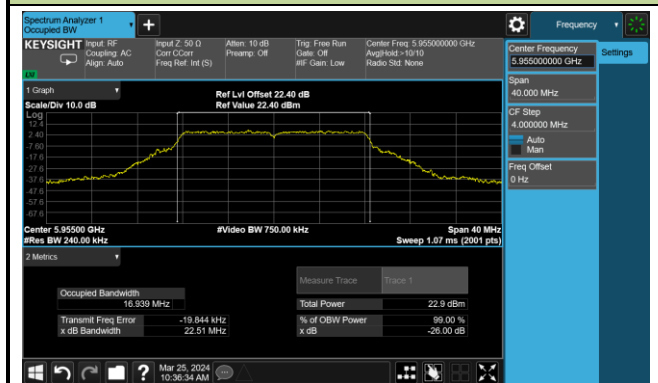 Spectrum Analyzer 1
Occupied BW
Frequency
KEYSIGHT
Input: RF
Coupling: AC
Align: Auto
Input Z: 50 Ω
Corr CCorr
Freq Ref: Int (S)
Atten: 10 dB
Preamp: Off
Trig: Free Run
Gate: Off
#IF Gain: Low
Center Freq: 5.955000000 GHz
Avg|Hold:>10/10
Radio Std: None
Center Frequency
5.955000000 GHz
Settings
Span
40.000 MHz
CF Step
4.000000 MHz
Auto
Man
Freq Offset
0 Hz
1 Graph
Scale/Div 10.0 dB
Ref Lvl Offset 22.40 dB
Ref Value 22.40 dBm
Log
12.4
2.40
-7.60
-17.6
-27.6
-37.6
-47.6
-57.6
-67.6
Center 5.95500 GHz
#Res BW 240.00 kHz
#Video BW 750.00 kHz
Span 40 MHz
Sweep 1.07 ms (2001 pts)
2 Metrics
Measure Trace
Trace 1
Occupied Bandwidth
16.939 MHz
Total Power
22.9 dBm
Transmit Freq Error
-19.844 kHz
% of OBW Power
99.00 %
x dB Bandwidth
22.51 MHz
x dB
-26.00 dB
?
Mar 25, 2024
10:36:34 AM